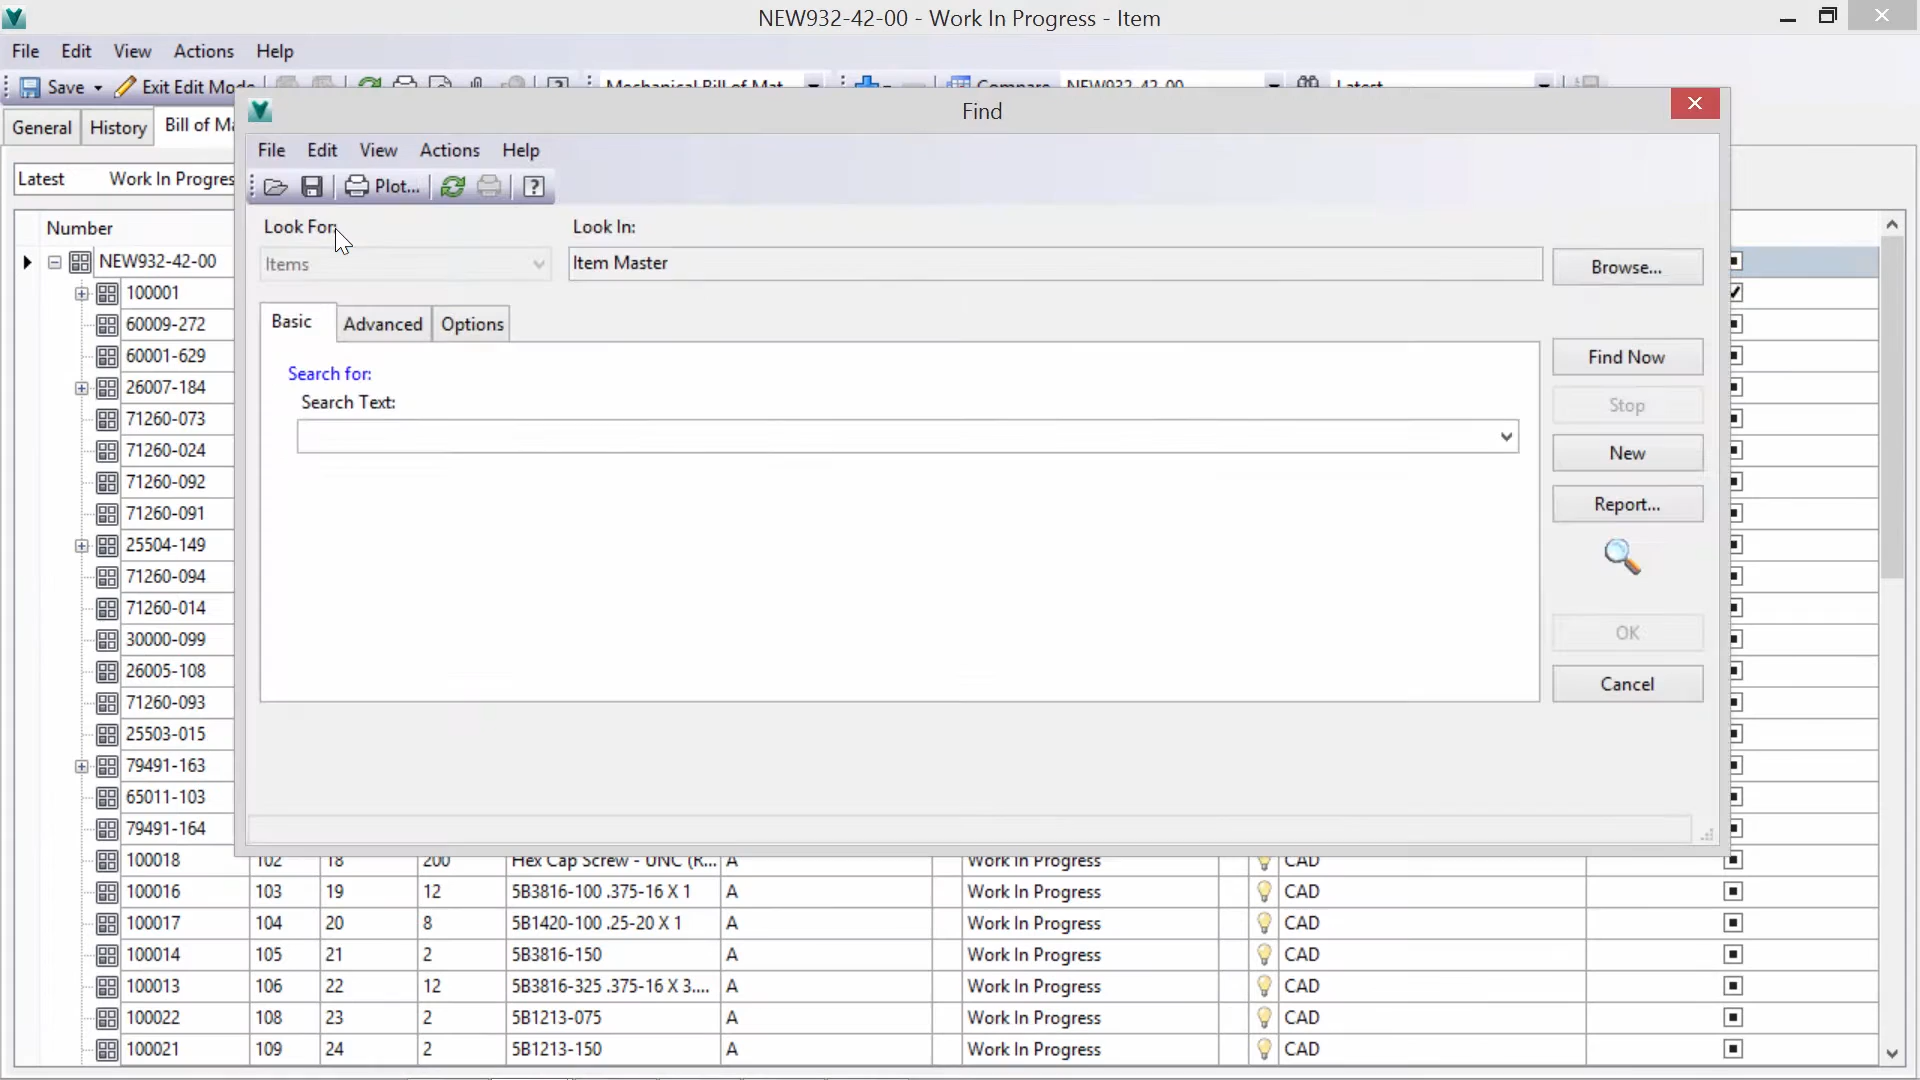 NEW932-42-00 - Work In Progress - Item
File Edit View Actions Help
Save Exit Edit Mode Mechanical Bill of Mat Compare NEW932-42-00 Latest
General History Bill of Ma
Latest Work In Progres
Find
File Edit View Actions Help
Plot...
Look For: Look In:
Items Item Master Browse...
Basic Advanced Options
Search for:
Search Text:
Find Now
Stop
New
Report...
OK
Cancel
Number
NEW932-42-00
100001
60009-272
60001-629
26007-184
71260-073
71260-024
71260-092
71260-091
25504-149
71260-094
71260-014
30000-099
26005-108
71260-093
25503-015
79491-163
65011-103
79491-164
100018 102 18 200 Hex Cap Screw - UNC (R... A Work In Progress CAD
100016 103 19 12 5B3816-100 .375-16 X 1 A Work In Progress CAD
100017 104 20 8 5B1420-100 .25-20 X 1 A Work In Progress CAD
100014 105 21 2 5B3816-150 A Work In Progress CAD
100013 106 22 12 5B3816-325 .375-16 X 3.... A Work In Progress CAD
100022 108 23 2 5B1213-075 A Work In Progress CAD
100021 109 24 2 5B1213-150 A Work In Progress CAD